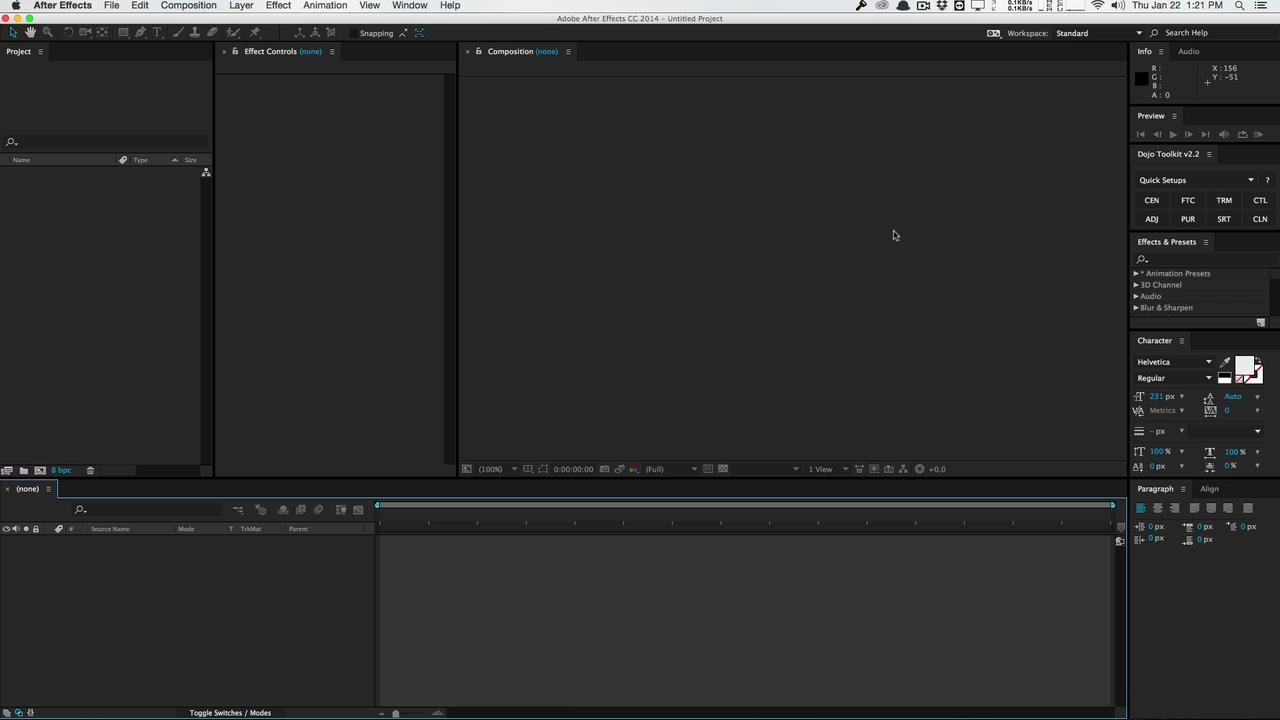 After Effects File Edit Composition Layer Effect Animation View Window Help 0.1KB/s 0.1KB/s Thu Jan 22 1:21 PM
Adobe After Effects CC 2014 - Untitled Project
Snapping Workspace: Standard Search Help
Project Effect Controls (none) Composition (none) Info Audio
R : X : 156
G : Y : -51
B :
A : 0
Preview
Dojo Toolkit v2.2
Name Type Size
Quick Setups ?
CEN FTC TRM CTL
ADJ PUR SRT CLN
Effects & Presets
* Animation Presets
3D Channel
Audio
Blur & Sharpen
Character
Helvetica
Regular
231 px Auto
Metrics 0
- px
100 % 100 %
0 px 0 %
8 bpc (100%) 0:00:00:00 (Full) 1 View +0.0
(none) Paragraph Align
0 px 0 px 0 px
0 px 0 px
# Source Name Mode T TrkMat Parent
Toggle Switches / Modes